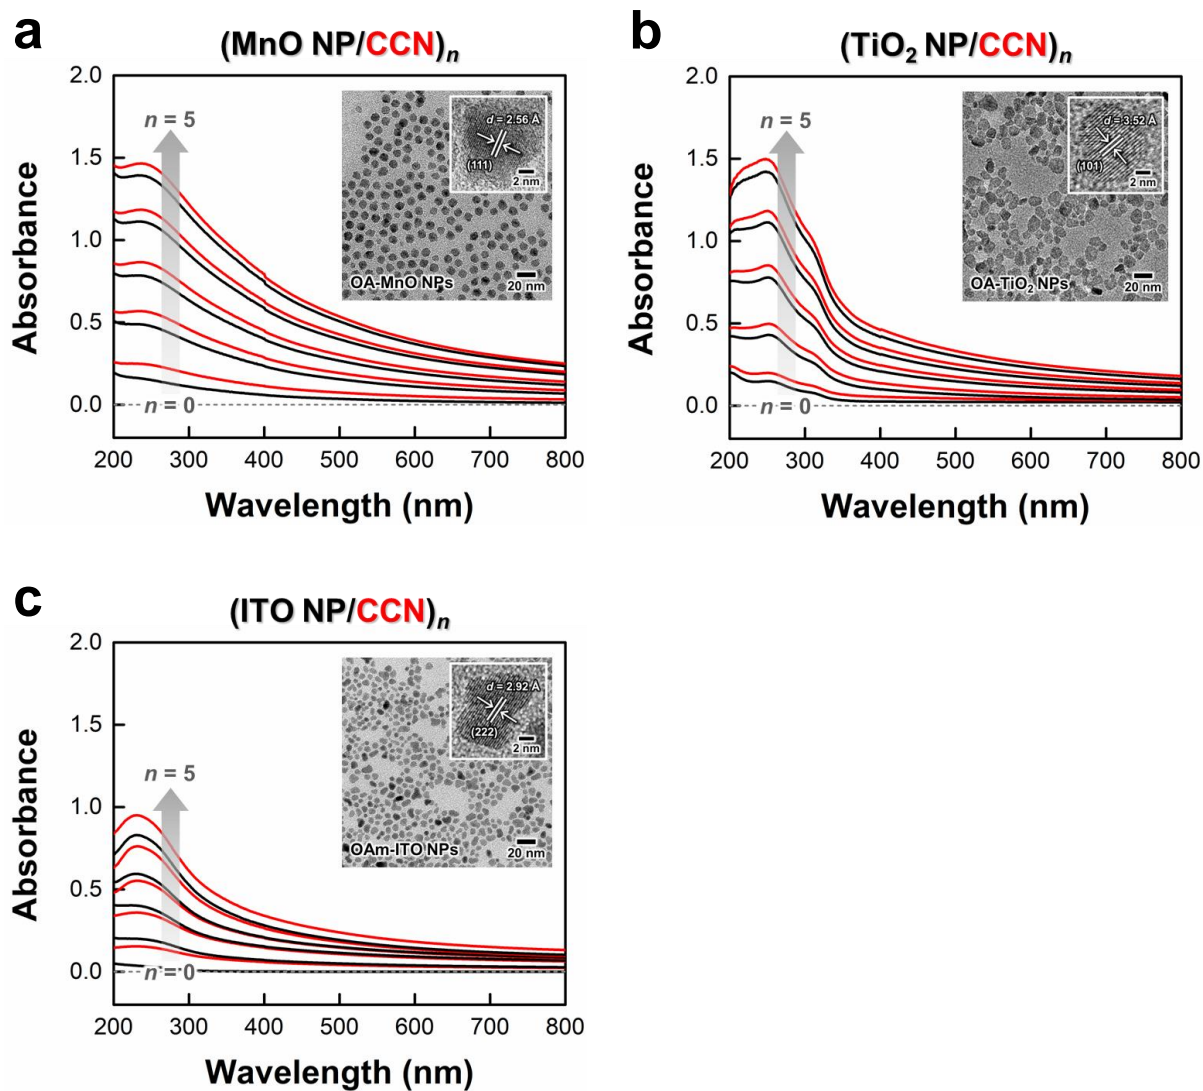 a
(MnO NP/CCN)n
2.0
1.5
1.0
0.5
0.0
n = 5
n = 0
d = 2.56 Å
(111)
2 nm
OA-MnO NPs
20 nm
200 300 400 500 600 700 800
Absorbance
Wavelength (nm)
b
(TiO2 NP/CCN)n
2.0
1.5
1.0
0.5
0.0
n = 5
n = 0
d = 3.52 Å
(101)
2 nm
OA-TiO2 NPs
20 nm
200 300 400 500 600 700 800
Absorbance
Wavelength (nm)
c
(ITO NP/CCN)n
2.0
1.5
1.0
0.5
0.0
n = 5
n = 0
d = 2.92 Å
(222)
2 nm
OAm-ITO NPs
20 nm
200 300 400 500 600 700 800
Absorbance
Wavelength (nm)